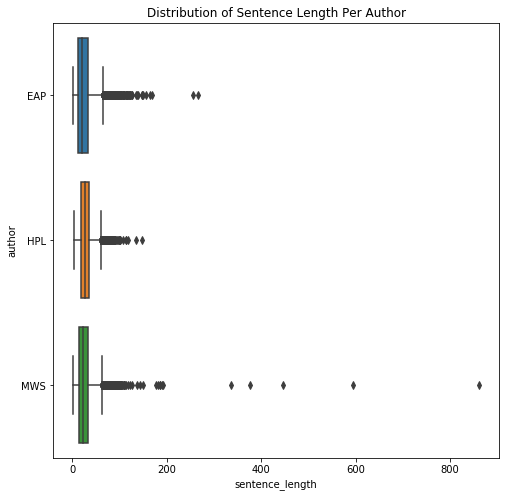 Distribution of Sentence Length Per Author
EAP
HPL
MWS
author
0 200 400 600 800
sentence_length